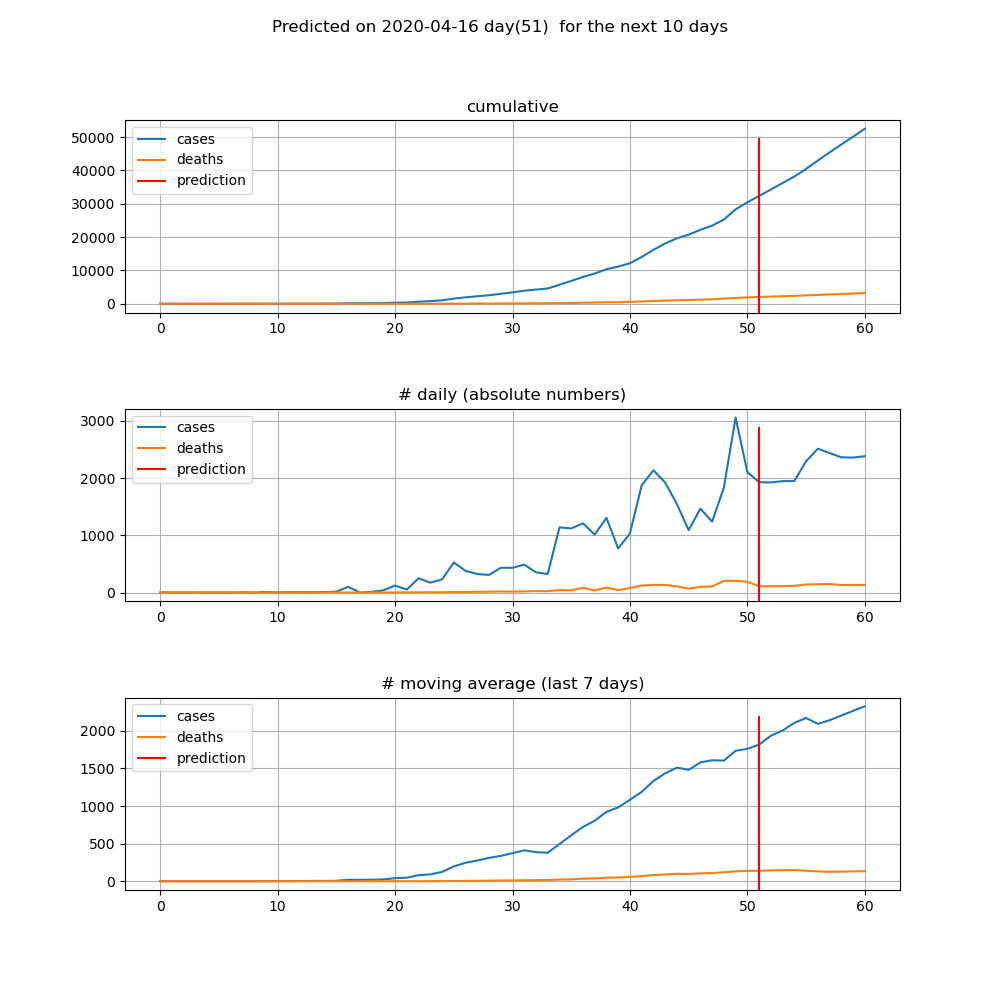 Predicted on 2020-04-16 day(51)  for the next 10 days
cumulative
cases
deaths
prediction
50000
40000
30000
20000
10000
0
0 10 20 30 40 50 60
# daily (absolute numbers)
cases
deaths
prediction
3000
2000
1000
0
0 10 20 30 40 50 60
# moving average (last 7 days)
cases
deaths
prediction
2000
1500
1000
500
0
0 10 20 30 40 50 60